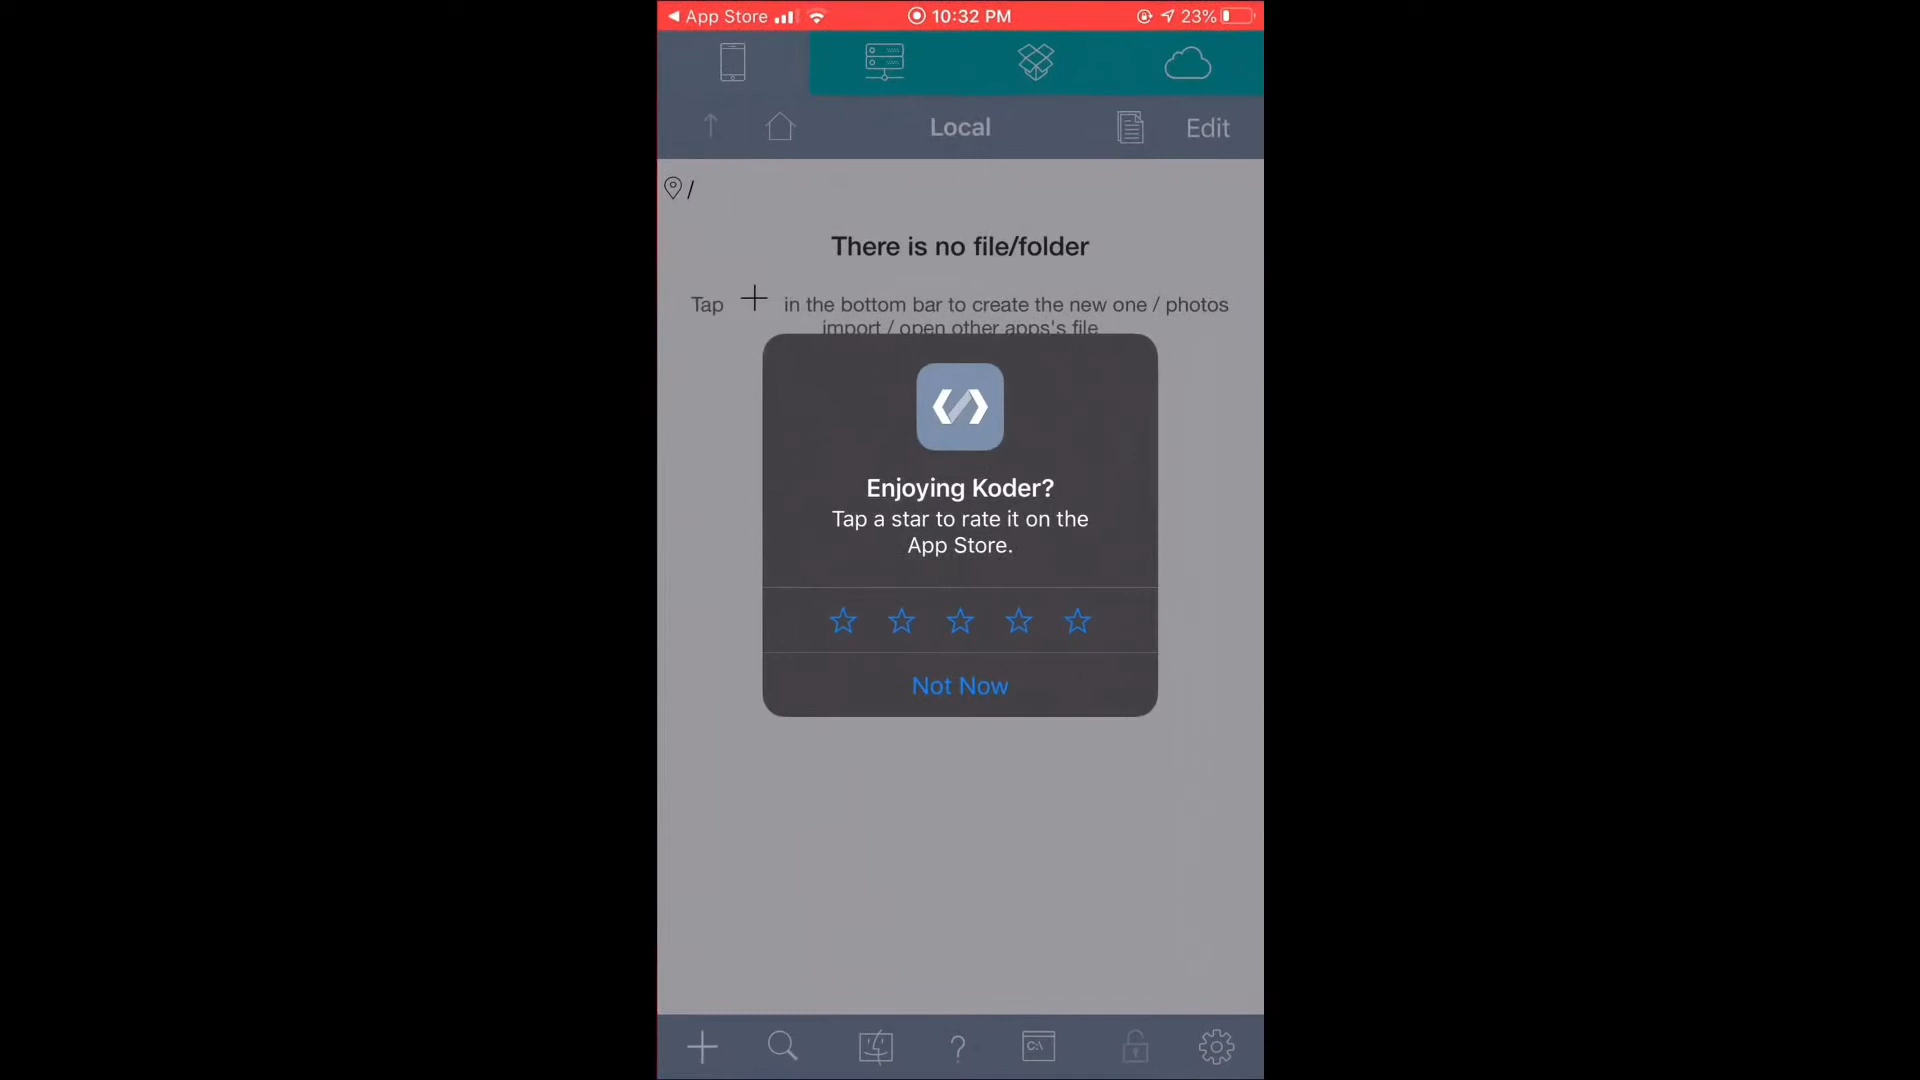 App Store 10:32 PM 23%
Local Edit
/
There is no file/folder
Tap + in the bottom bar to create the new one / photos
import / open other apps's file
Enjoying Koder?
Tap a star to rate it on the
App Store.
Not Now
? C:\